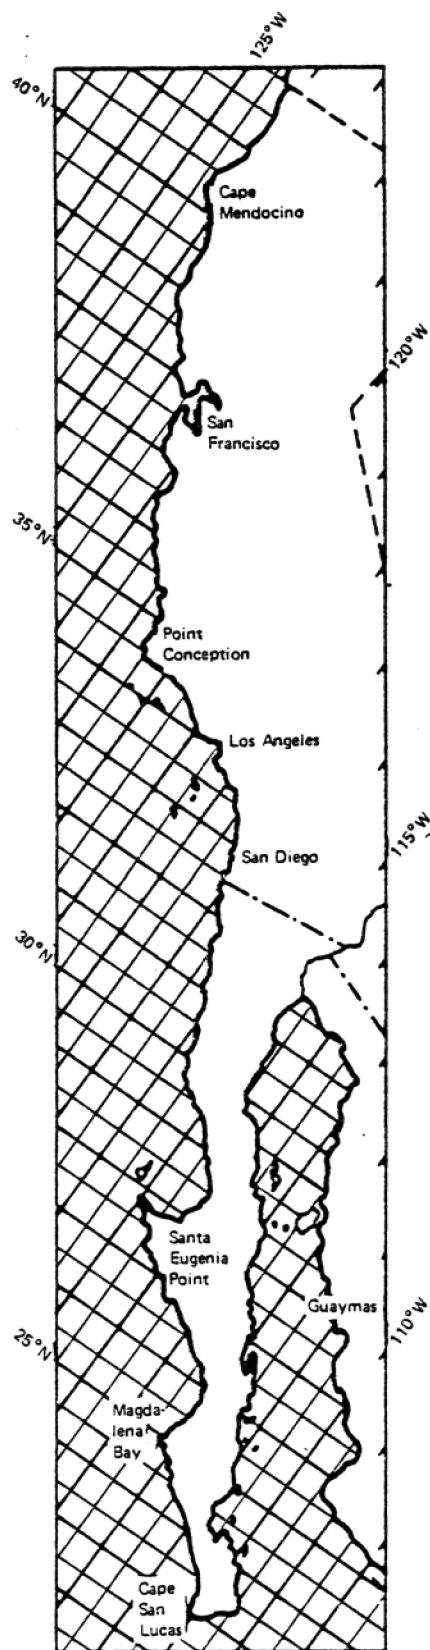 125°W
40°N
Cape
Mendocino
120°W
San
Francisco
35°N
Point
Conception
Los Angeles
115°W
San Diego
30°N
Santa
Eugenia
Point
Guaymas
110°W
25°N
Magda-
lena
Bay
Cape
San
Lucas